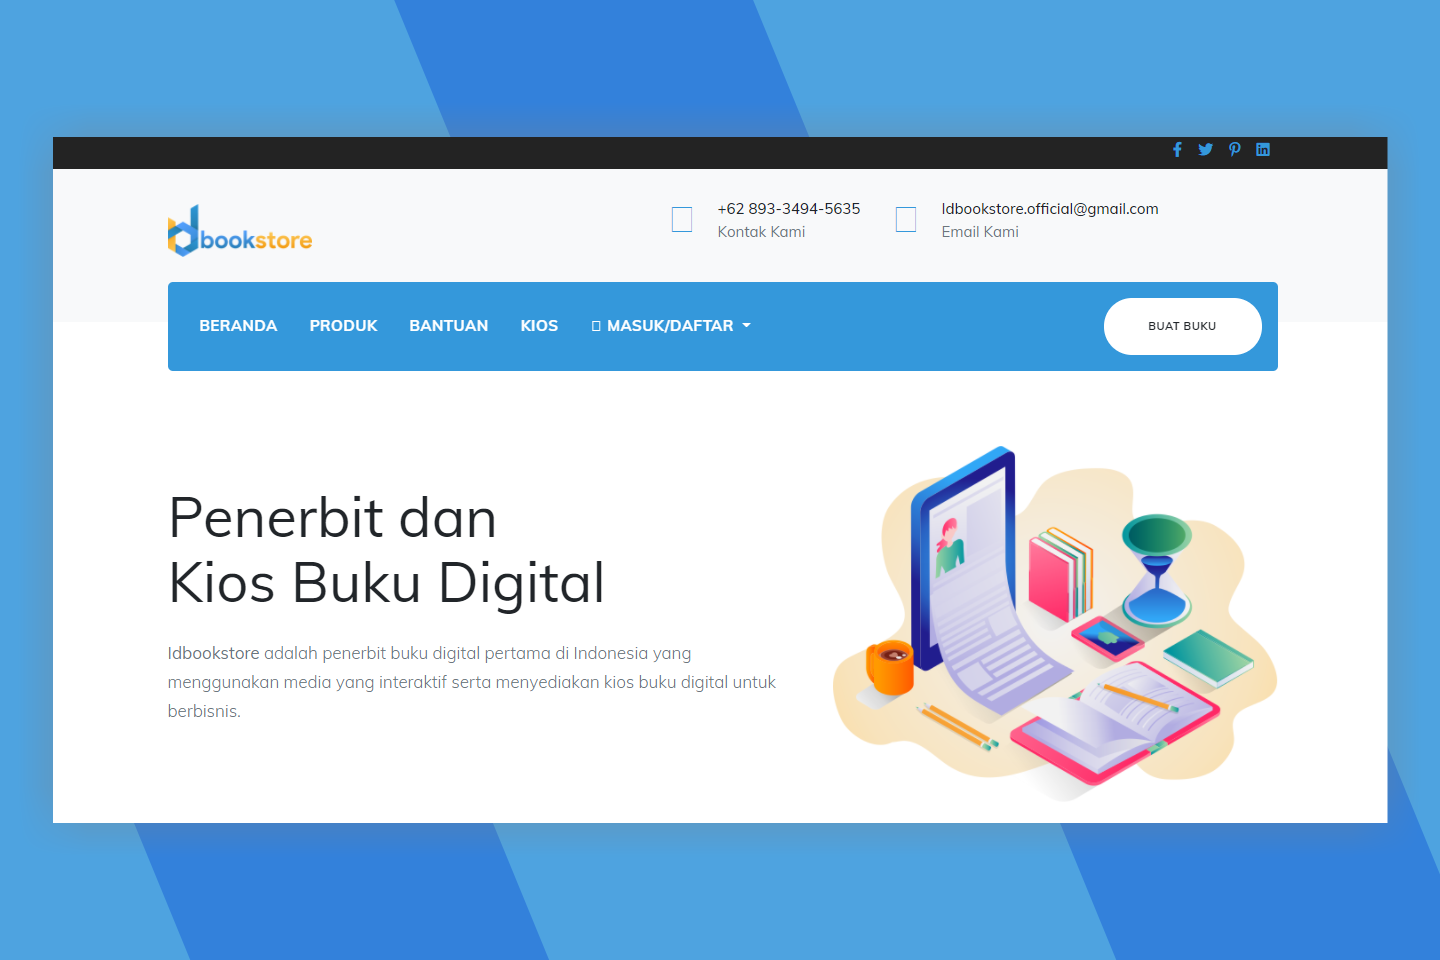 bookstore
+62 893-3494-5635
Kontak Kami
Idbookstore.official@gmail.com
Email Kami
BERANDA
PRODUK
BANTUAN
KIOS
MASUK/DAFTAR
BUAT BUKU
Penerbit dan
Kios Buku Digital
Idbookstore adalah penerbit buku digital pertama di Indonesia yang
menggunakan media yang interaktif serta menyediakan kios buku digital untuk
berbisnis.